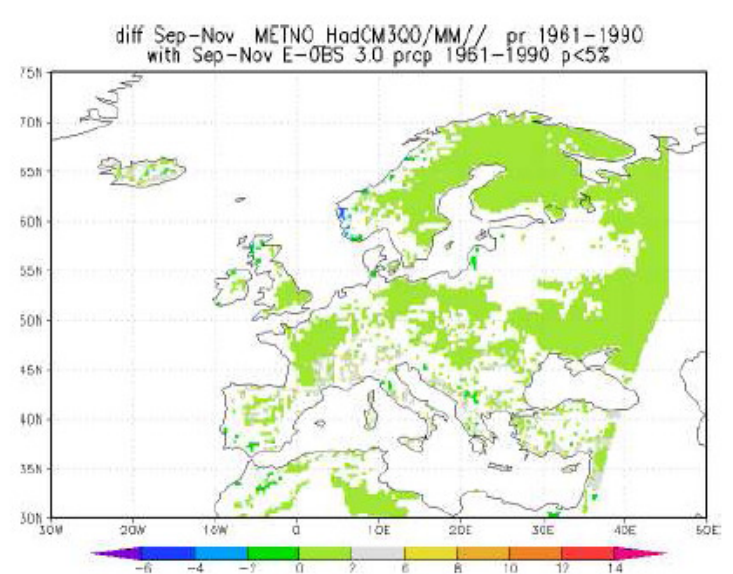 diff Sep-Nov METNO_HadCM3Q0/MM// pr 1961-1990
with Sep-Nov E-OBS 3.0 prcp 1961-1990 p<5%
75N
70N
65N
60N
55N
50N
45N
40N
35N
30N
30W 20W 10W 0 10E 20E 30E 40E 50E
-6 -4 -2 0 2 6 8 10 12 14